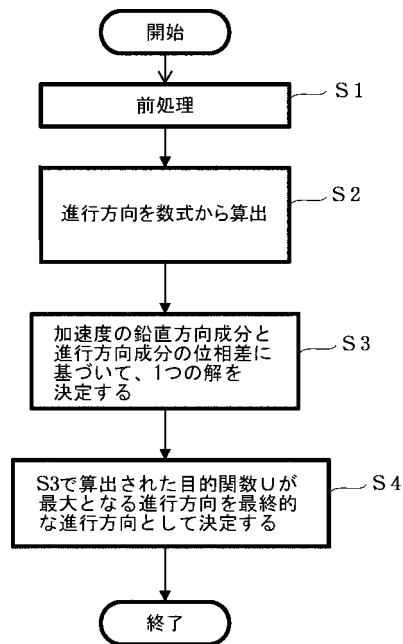 開始
前処理
S1
進行方向を数式から算出
S2
加速度の鉛直方向成分と
進行方向成分の位相差に
基づいて、1つの解を
決定する
S3
S3で算出された目的関数Uが
最大となる進行方向を最終的
な進行方向として決定する
S4
終了